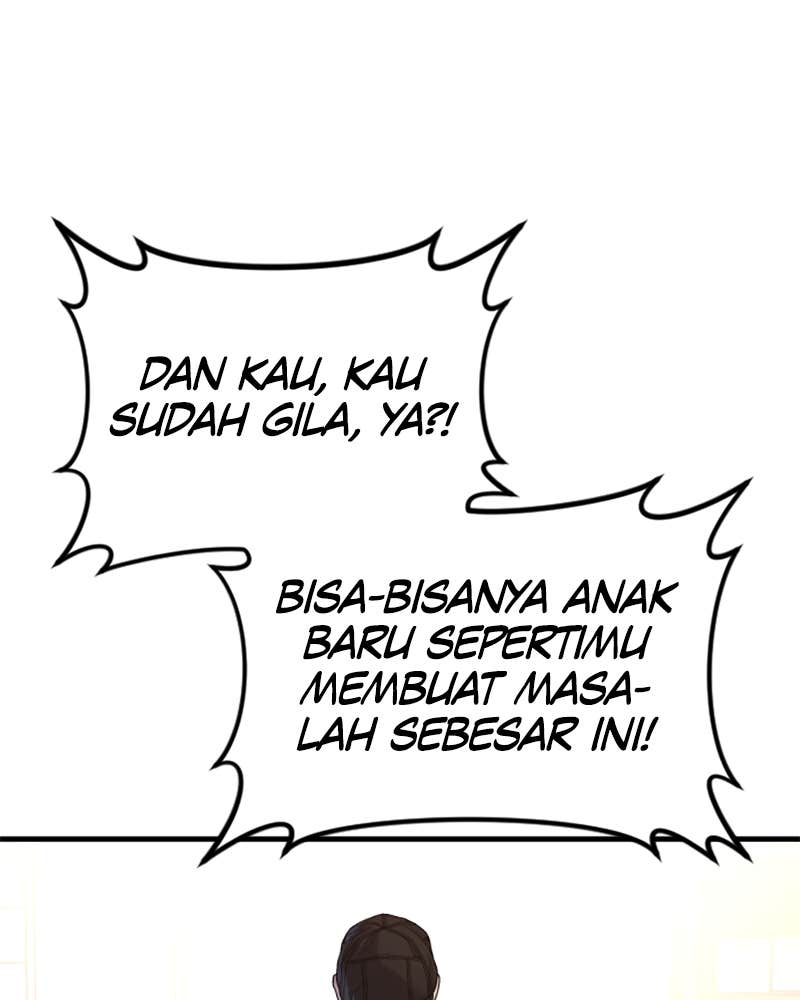 DAN KAU, KAU
SUDAH GILA, YA?!
BISA-BISANYA ANAK
BARU SEPERTIMU
MEMBUAT MASA-
LAH SEBESAR INI!